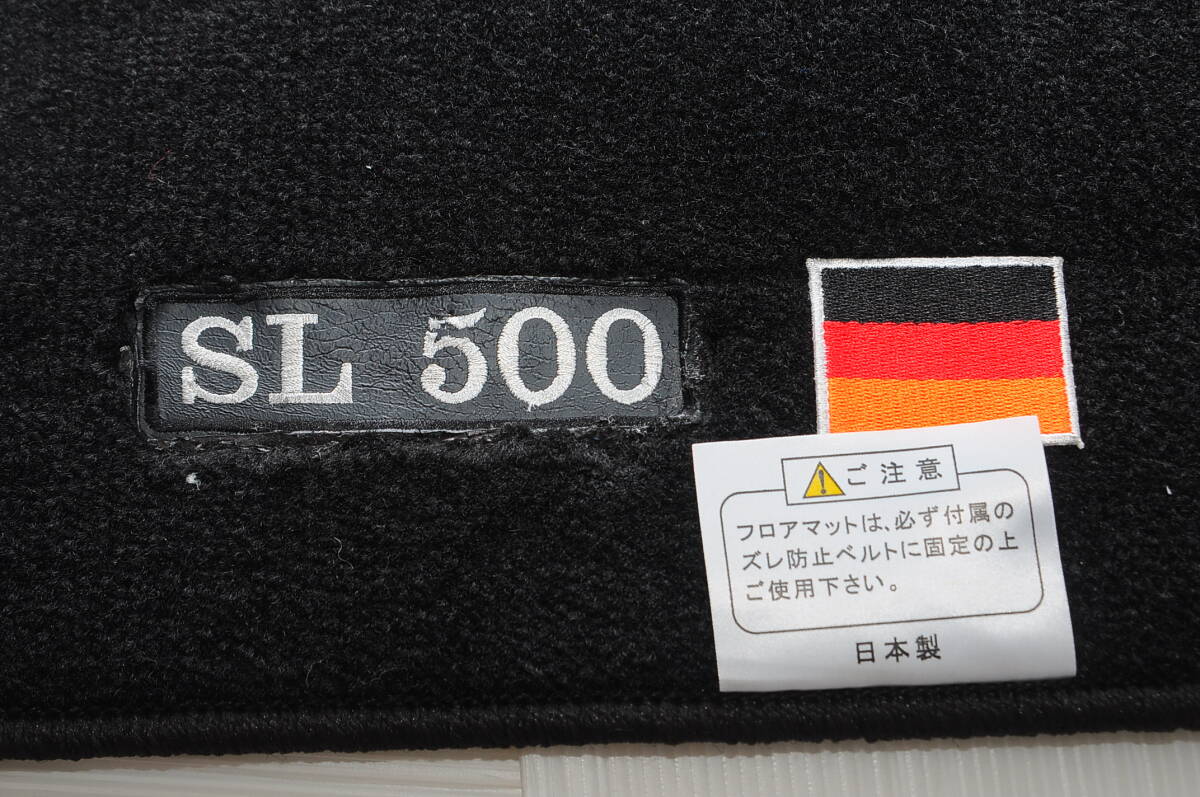 SL 500
ご注意
フロアマットは、必ず付属の
ズレ防止ベルトに固定の上
ご使用下さい。
日本製